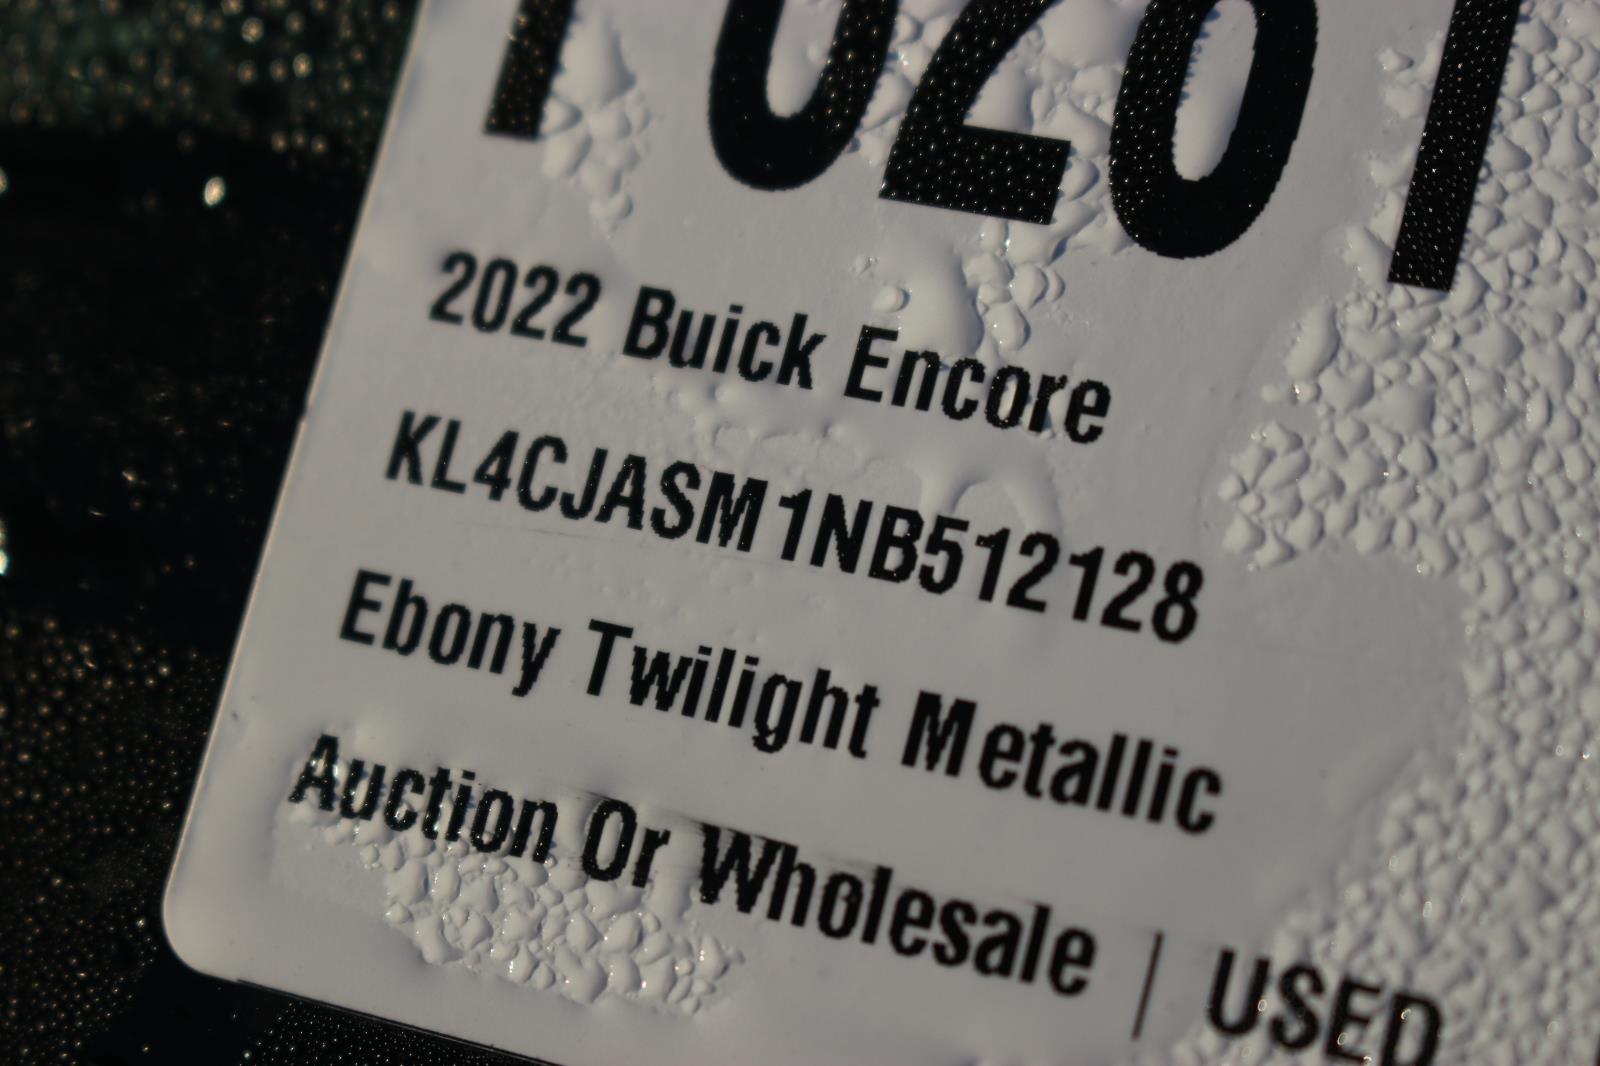 2022 Buick Encore
KL4CJASM1NB512128
Ebony Twilight Metallic
Auction Or Wholesale | USED